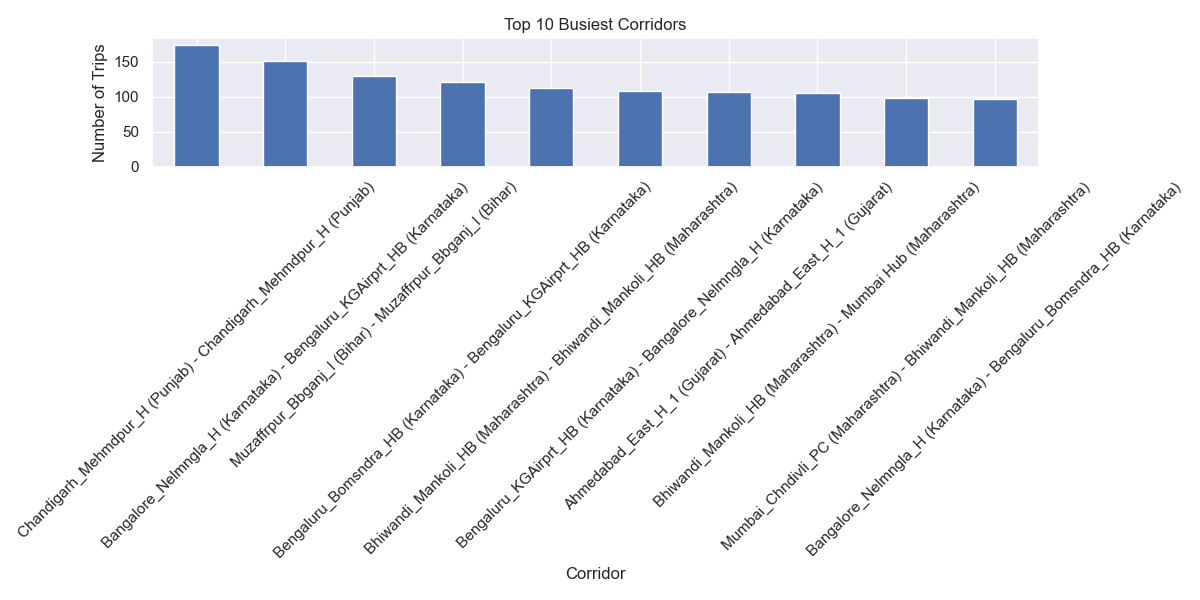 Top 10 Busiest Corridors
Number of Trips
150
100
50
0
Chandigarh_Mehmdpur_H (Punjab) - Chandigarh_Mehmdpur_H (Punjab)
Bangalore_Nelmngla_H (Karnataka) - Bengaluru_KGAirprt_HB (Karnataka)
Muzaffrpur_Bbganj_I (Bihar) - Muzaffrpur_Bbganj_I (Bihar)
Bengaluru_Bomsndra_HB (Karnataka) - Bengaluru_KGAirprt_HB (Karnataka)
Bhiwandi_Mankoli_HB (Maharashtra) - Bhiwandi_Mankoli_HB (Maharashtra)
Bengaluru_KGAirprt_HB (Karnataka) - Bangalore_Nelmngla_H (Karnataka)
Ahmedabad_East_H_1 (Gujarat) - Ahmedabad_East_H_1 (Gujarat)
Bhiwandi_Mankoli_HB (Maharashtra) - Mumbai Hub (Maharashtra)
Mumbai_Chndivli_PC (Maharashtra) - Bhiwandi_Mankoli_HB (Maharashtra)
Bangalore_Nelmngla_H (Karnataka) - Bengaluru_Bomsndra_HB (Karnataka)
Corridor